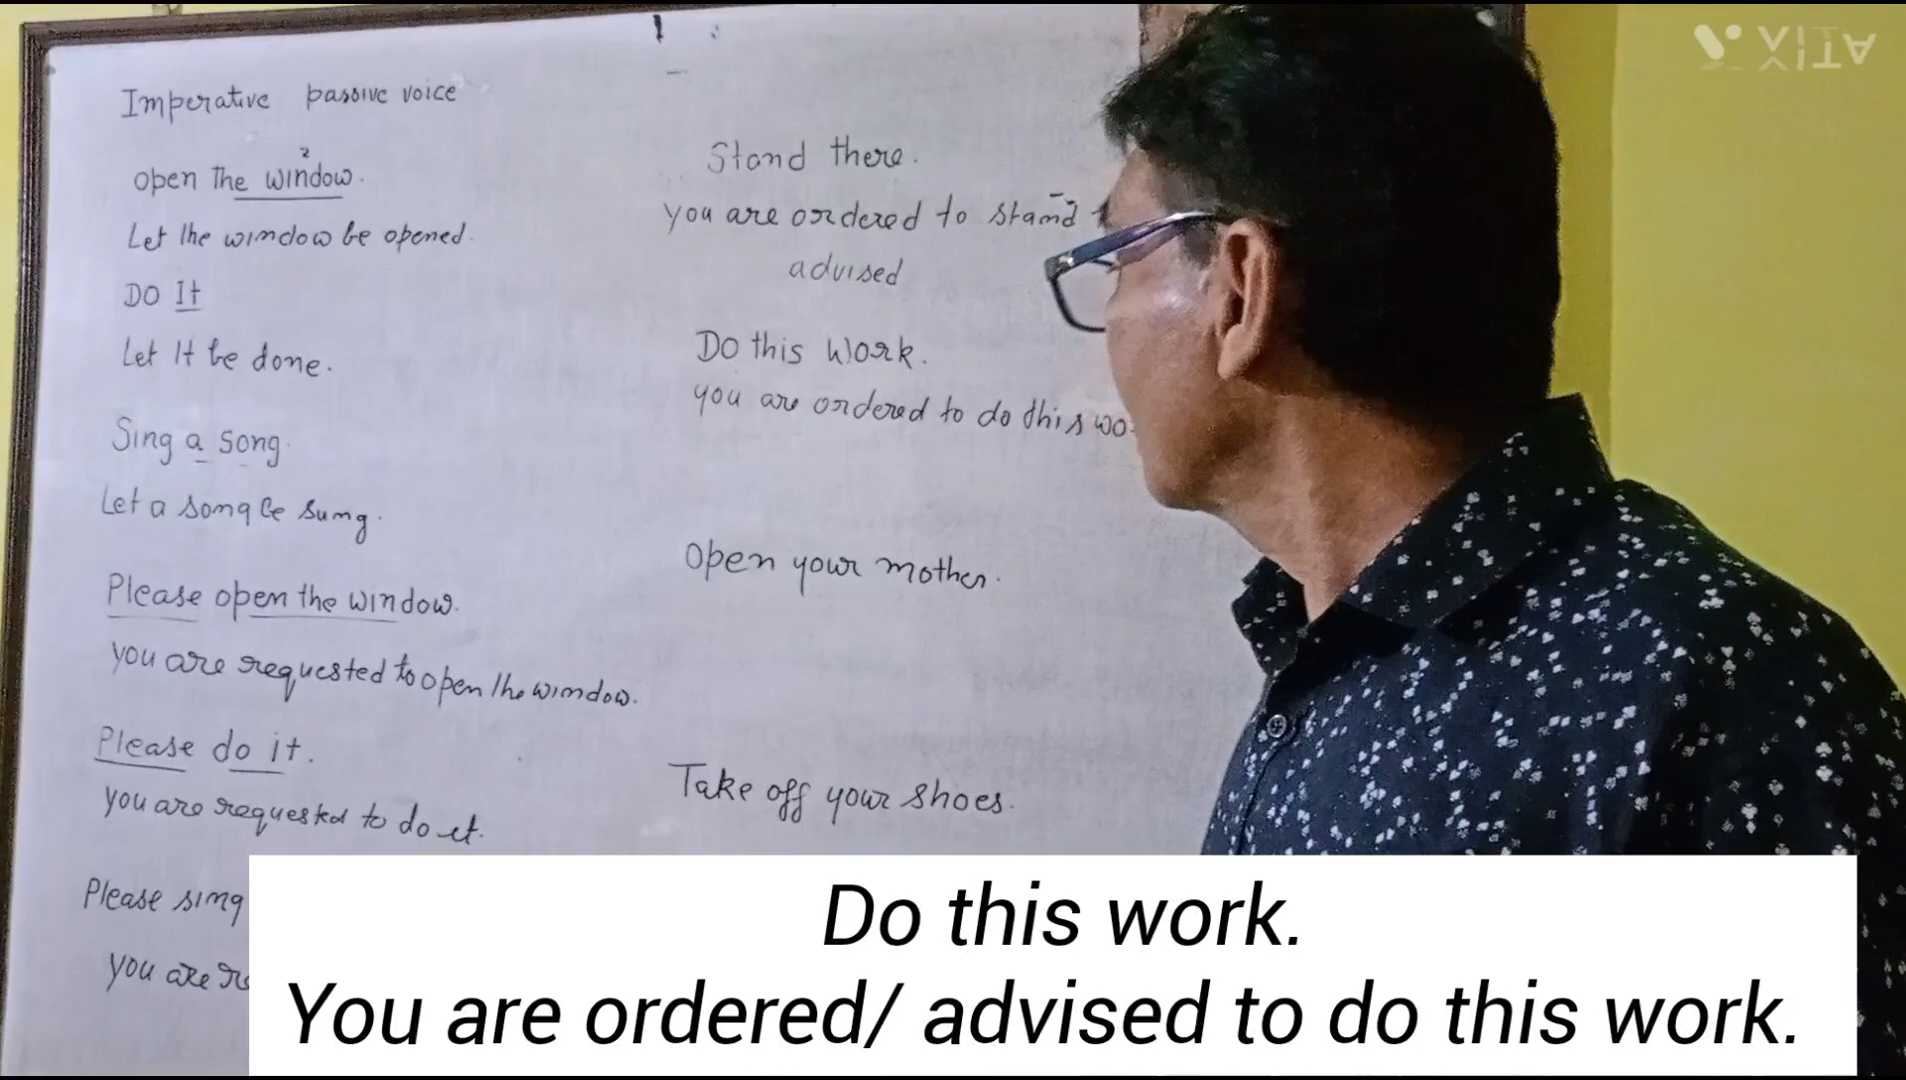 Imperative passive voice
open The window.
2
Let the window be opened.
DO It
Let It be done.
Sing a song.
Let a song be sung.
Please open the window.
you are requested to open the window.
Please do it.
you are requested to do it.
Please sing
you are re
Stand there.
you are ordered to stand
advised
Do this work.
you are ordered to do this wo
Open your mother.
Take off your shoes.
VITA
Do this work.
You are ordered/ advised to do this work.